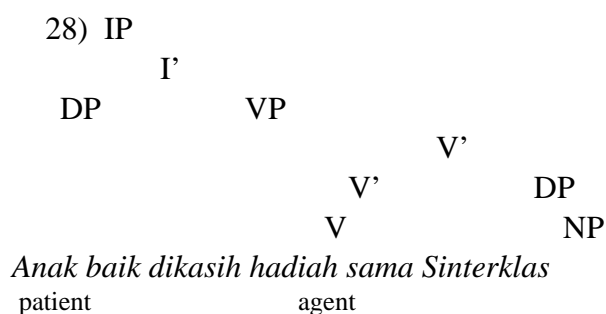 28) IP
I’
DP VP
V’
V’ DP
V NP
Anak baik dikasih hadiah sama Sinterklas
patient agent